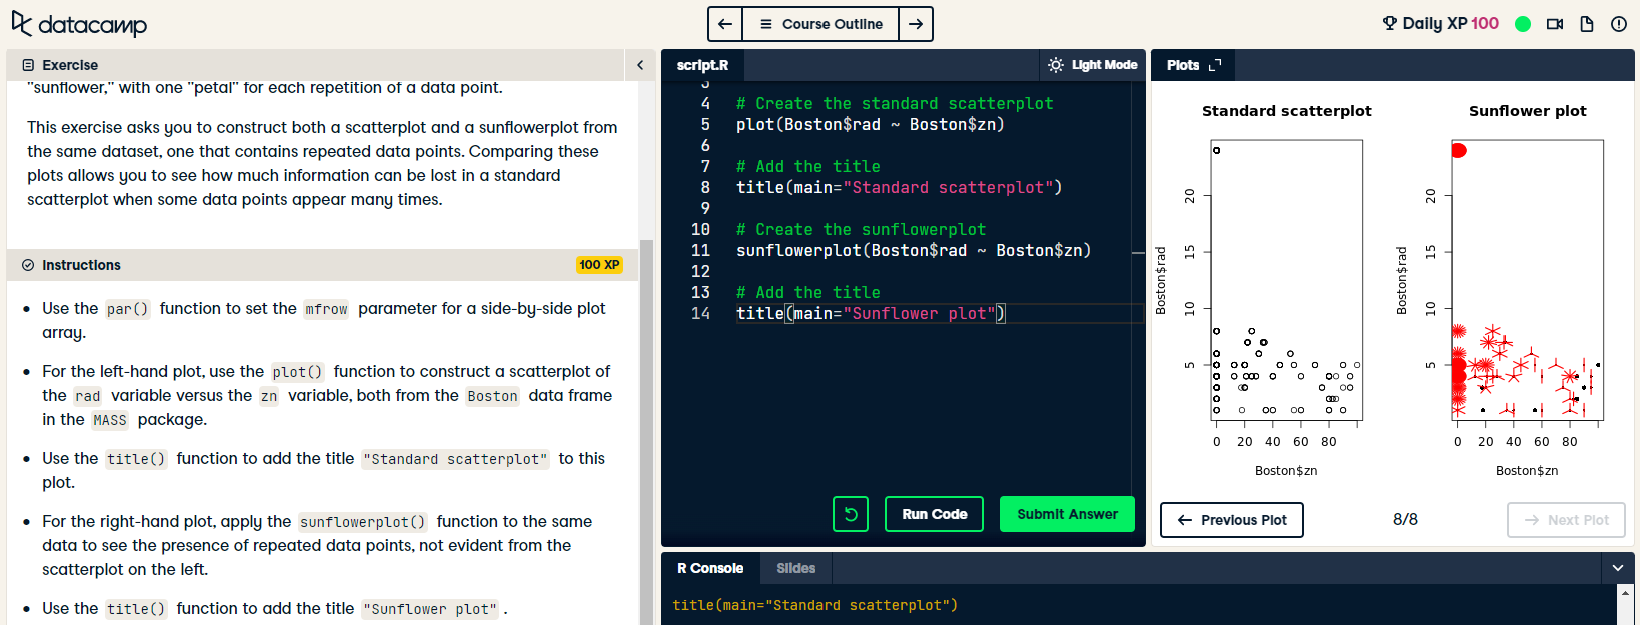 datacamp
Course Outline
Daily XP 100
Exercise
"sunflower," with one "petal" for each repetition of a data point.
This exercise asks you to construct both a scatterplot and a sunflowerplot from
the same dataset, one that contains repeated data points. Comparing these
plots allows you to see how much information can be lost in a standard
scatterplot when some data points appear many times.
Instructions
100 XP
Use the par() function to set the mfrow parameter for a side-by-side plot
array.
For the left-hand plot, use the plot() function to construct a scatterplot of
the rad variable versus the zn variable, both from the Boston data frame
in the MASS package.
Use the title() function to add the title "Standard scatterplot" to this
plot.
For the right-hand plot, apply the sunflowerplot() function to the same
data to see the presence of repeated data points, not evident from the
scatterplot on the left.
Use the title() function to add the title "Sunflower plot" .
script.R
Light Mode
3
4 # Create the standard scatterplot
5 plot(Boston$rad ~ Boston$zn)
6
7 # Add the title
8 title(main="Standard scatterplot")
9
10 # Create the sunflowerplot
11 sunflowerplot(Boston$rad ~ Boston$zn)
12
13 # Add the title
14 title(main="Sunflower plot")
Run Code
Submit Answer
R Console
Slides
title(main="Standard scatterplot")
Plots
Standard scatterplot
Boston$rad
20
15
10
5
0 20 40 60 80
Boston$zn
Sunflower plot
Boston$rad
20
15
10
5
0 20 40 60 80
Boston$zn
Previous Plot
8/8
Next Plot